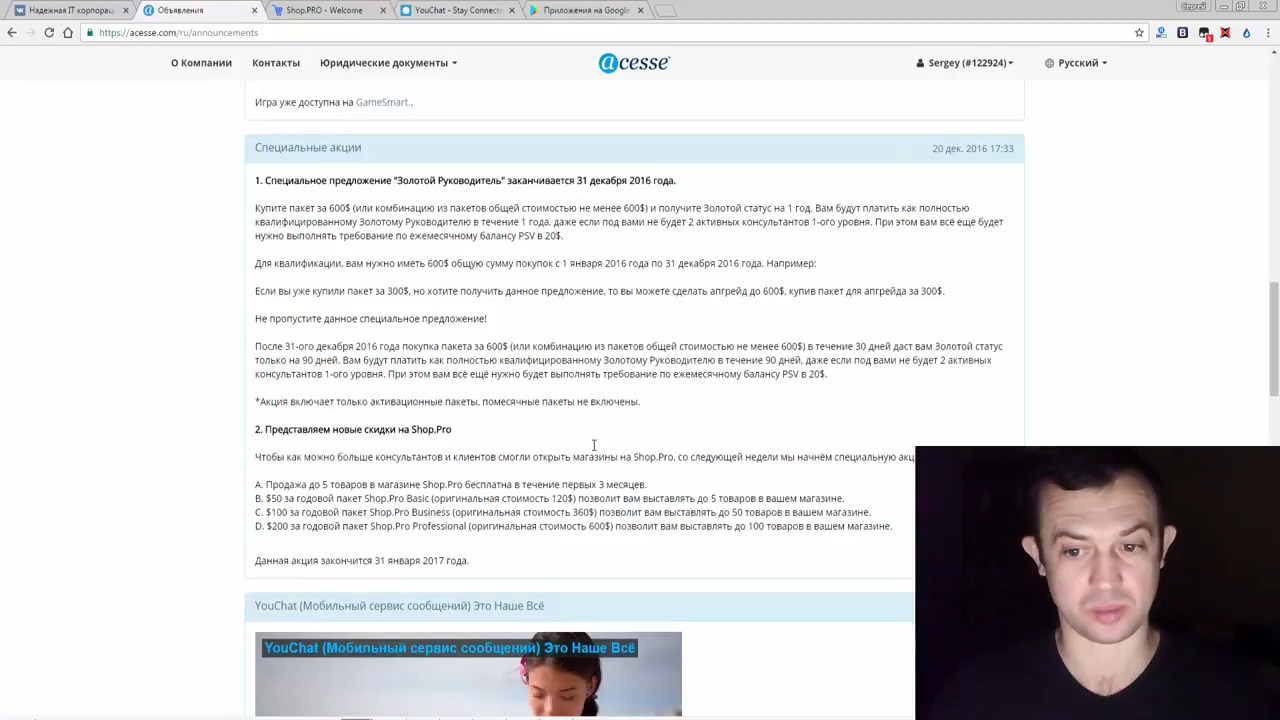 Надежная IT корпорац
Объявления
Shop.PRO - Welcome
YouChat - Stay Connecte
Приложения на Google
Сергей
https://acesse.com/ru/announcements
О Компании
Контакты
Юридические документы
acesse
Sergey (#122924)
Русский
Игра уже доступна на GameSmart..
Специальные акции
20 дек. 2016 17:33
1. Специальное предложение "Золотой Руководитель" заканчивается 31 декабря 2016 года.
Купите пакет за 600$ (или комбинацию из пакетов общей стоимостью не менее 600$) и получите Золотой статус на 1 год. Вам будут платить как полностью
квалифицированному Золотому Руководителю в течение 1 года, даже если под вами не будет 2 активных консультантов 1-ого уровня. При этом вам всё ещё будет
нужно выполнять требование по ежемесячному балансу PSV в 20$.
Для квалификации, вам нужно иметь 600$ общую сумму покупок с 1 января 2016 года по 31 декабря 2016 года. Например:
Если вы уже купили пакет за 300$, но хотите получить данное предложение, то вы можете сделать апгрейд до 600$, купив пакет для апгрейда за 300$.
Не пропустите данное специальное предложение!
После 31-ого декабря 2016 года покупка пакета за 600$ (или комбинацию из пакетов общей стоимостью не менее 600$) в течение 30 дней даст вам Золотой статус
только на 90 дней. Вам будут платить как полностью квалифицированному Золотому Руководителю в течение 90 дней, даже если под вами не будет 2 активных
консультантов 1-ого уровня. При этом вам всё ещё нужно будет выполнять требование по ежемесячному балансу PSV в 20$.
*Акция включает только активационные пакеты, помесячные пакеты не включены.
2. Представляем новые скидки на Shop.Pro
Чтобы как можно больше консультантов и клиентов смогли открыть магазины на Shop.Pro, со следующей недели мы начнём специальную акц
A. Продажа до 5 товаров в магазине Shop.Pro бесплатна в течение первых 3 месяцев.
B. $50 за годовой пакет Shop.Pro Basic (оригинальная стоимость 120$) позволит вам выставлять до 5 товаров в вашем магазине.
C. $100 за годовой пакет Shop.Pro Business (оригинальная стоимость 360$) позволит вам выставлять до 50 товаров в вашем магазине.
D. $200 за годовой пакет Shop.Pro Professional (оригинальная стоимость 600$) позволит вам выставлять до 100 товаров в вашем магазине.
Данная акция закончится 31 января 2017 года.
YouChat (Мобильный сервис сообщений) Это Наше Всё
YouChat (Мобильный сервис сообщений) Это Наше Всё